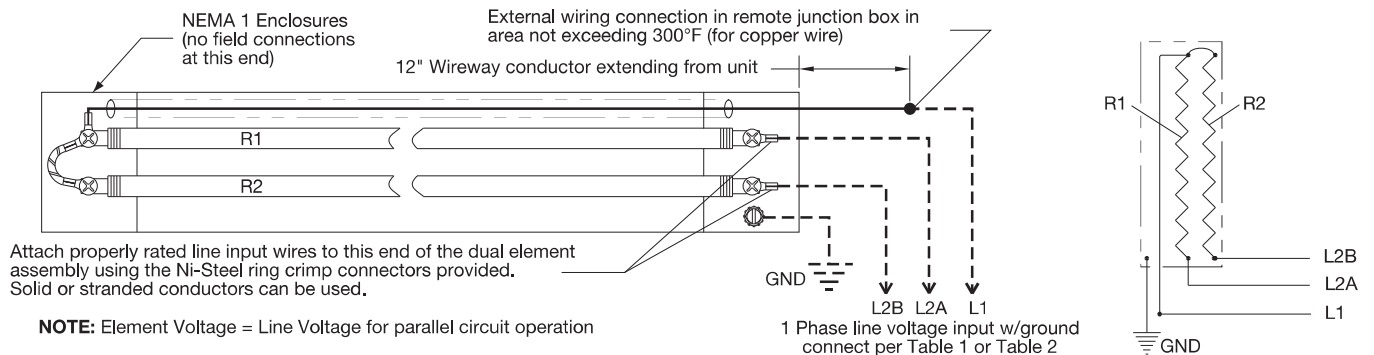 NEMA 1 Enclosures
(no field connections
at this end)
External wiring connection in remote junction box in
area not exceeding 300°F (for copper wire)
12" Wireway conductor extending from unit
R1
R2
Attach properly rated line input wires to this end of the dual element
assembly using the Ni-Steel ring crimp connectors provided.
Solid or stranded conductors can be used.
NOTE: Element Voltage = Line Voltage for parallel circuit operation
GND
L2B L2A L1
1 Phase line voltage input w/ground
connect per Table 1 or Table 2
R1
R2
L2B
L2A
L1
GND